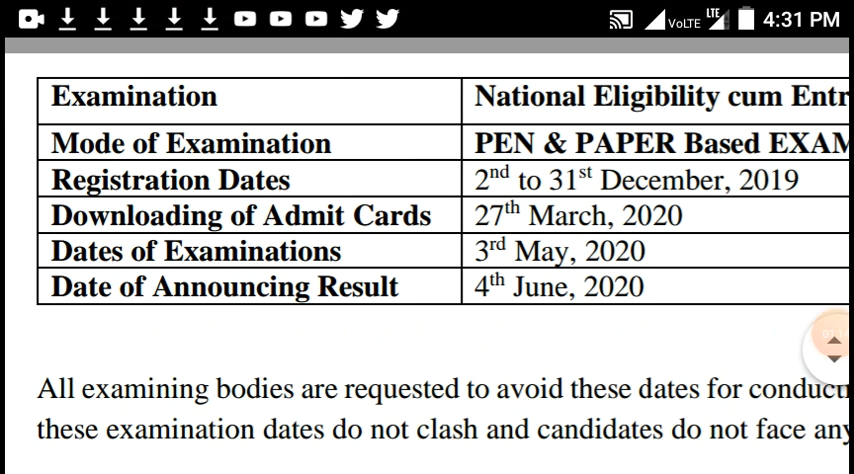 VoLTE LTE 4:31 PM
Examination National Eligibility cum Entr
Mode of Examination PEN & PAPER Based EXAM
Registration Dates 2nd to 31st December, 2019
Downloading of Admit Cards 27th March, 2020
Dates of Examinations 3rd May, 2020
Date of Announcing Result 4th June, 2020
All examining bodies are requested to avoid these dates for conducti
these examination dates do not clash and candidates do not face any